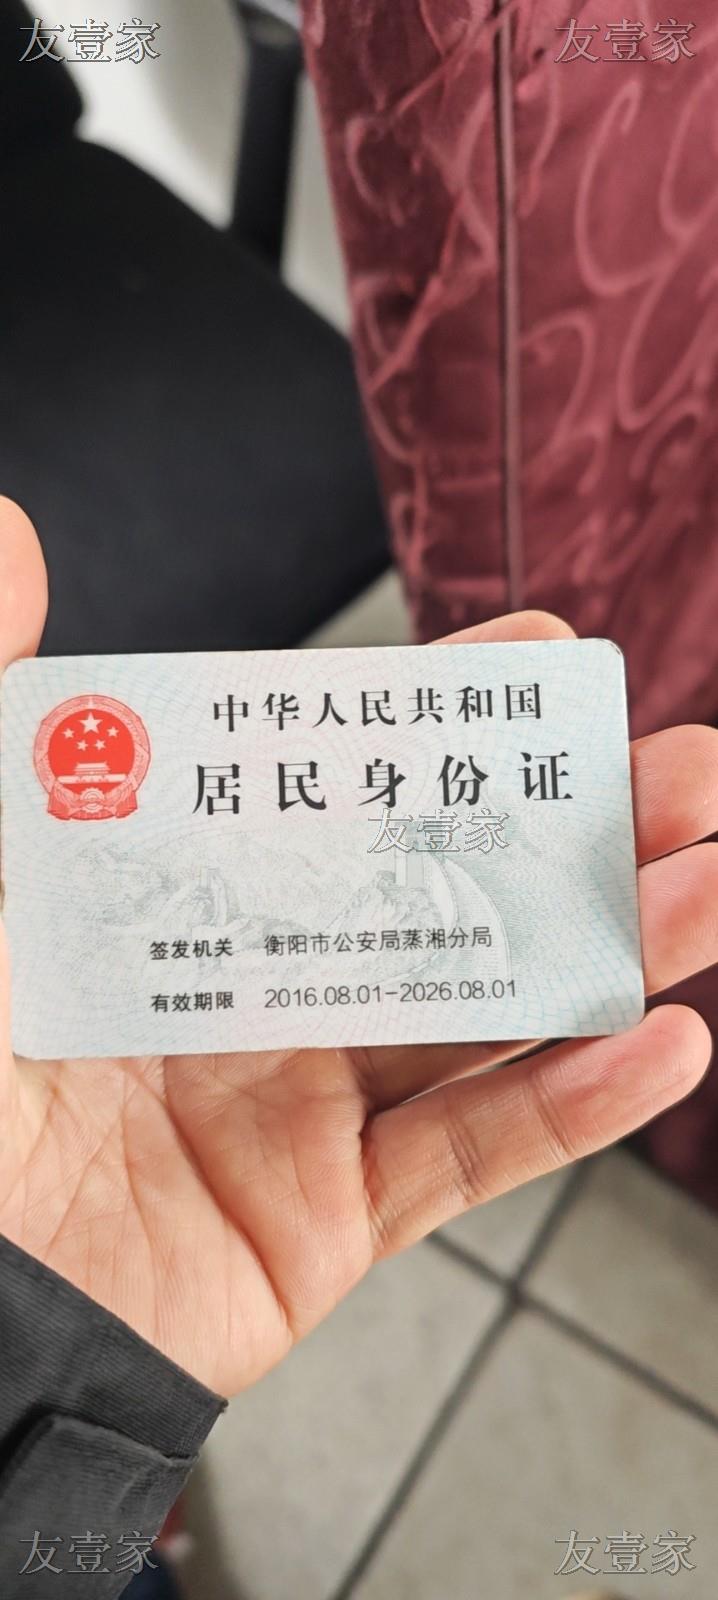 友壹家 友壹家
中华人民共和国
居民身份证
友壹家
签发机关 衡阳市公安局蒸湘分局
有效期限 2016.08.01-2026.08.01
友壹家 友壹家